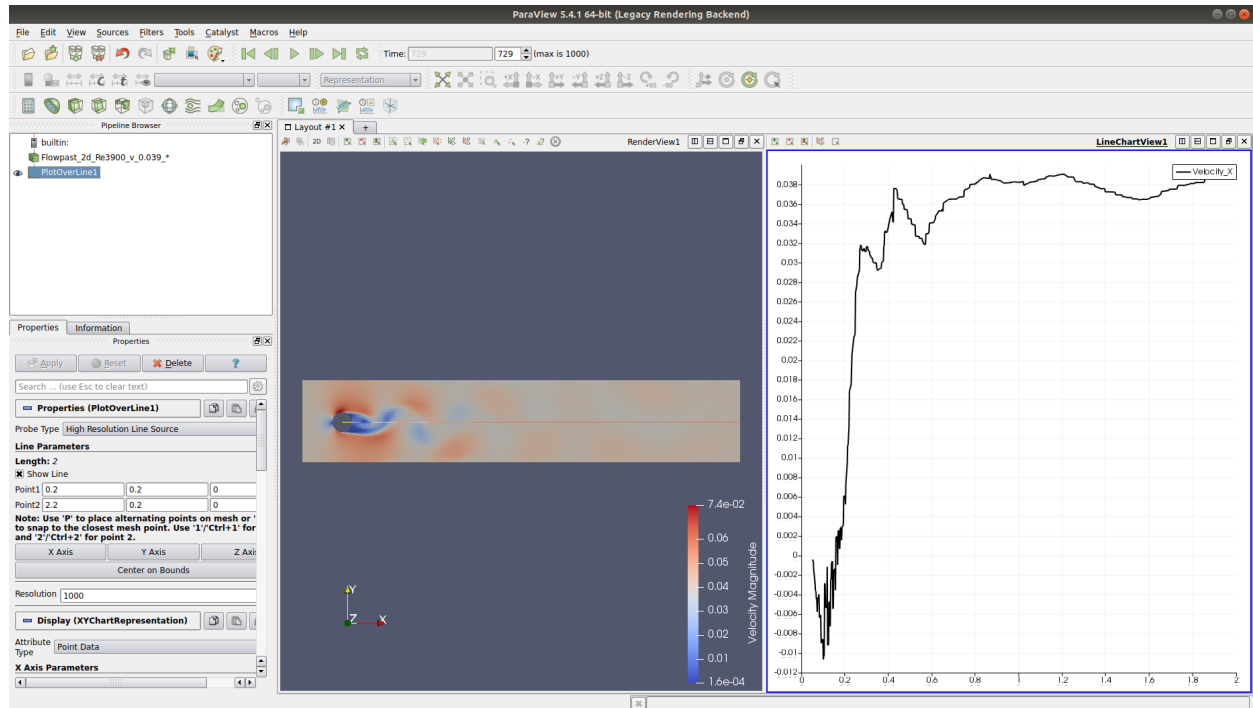 ParaView 5.4.1 64-bit (Legacy Rendering Backend)
File Edit View Sources Filters Tools Catalyst Macros Help
Time: 729 729 (max is 1000)
Representation
+X -X +Y -Y +Z -Z +90 -90
Pipeline Browser
builtin:
Flowpast_2d_Re3900_v_0.039_*
PlotOverLine1
Properties Information
Properties
Apply Reset Delete ?
Search ... (use Esc to clear text)
Properties (PlotOverLine1)
Probe Type High Resolution Line Source
Line Parameters
Length: 2
Show Line
Point1 0.2 0.2 0
Point2 2.2 0.2 0
Note: Use 'P' to place alternating points on mesh or '
to snap to the closest mesh point. Use '1'/'Ctrl+1' for
and '2'/'Ctrl+2' for point 2.
X Axis Y Axis Z Axi
Center on Bounds
Resolution 1000
Display (XYChartRepresentation)
Attribute Type Point Data
X Axis Parameters
Layout #1 × +
2D RenderView1
7.4e-02
0.06
0.05
0.04
0.03
0.02
0.01
1.6e-04
Velocity Magnitude
Y
Z X
LineChartView1
Velocity_X
0.038
0.036
0.034
0.032
0.03
0.028
0.026
0.024
0.022
0.02
0.018
0.016
0.014
0.012
0.01
0.008
0.006
0.004
0.002
0
-0.002
-0.004
-0.006
-0.008
-0.01
-0.012
0 0.2 0.4 0.6 0.8 1 1.2 1.4 1.6 1.8 2